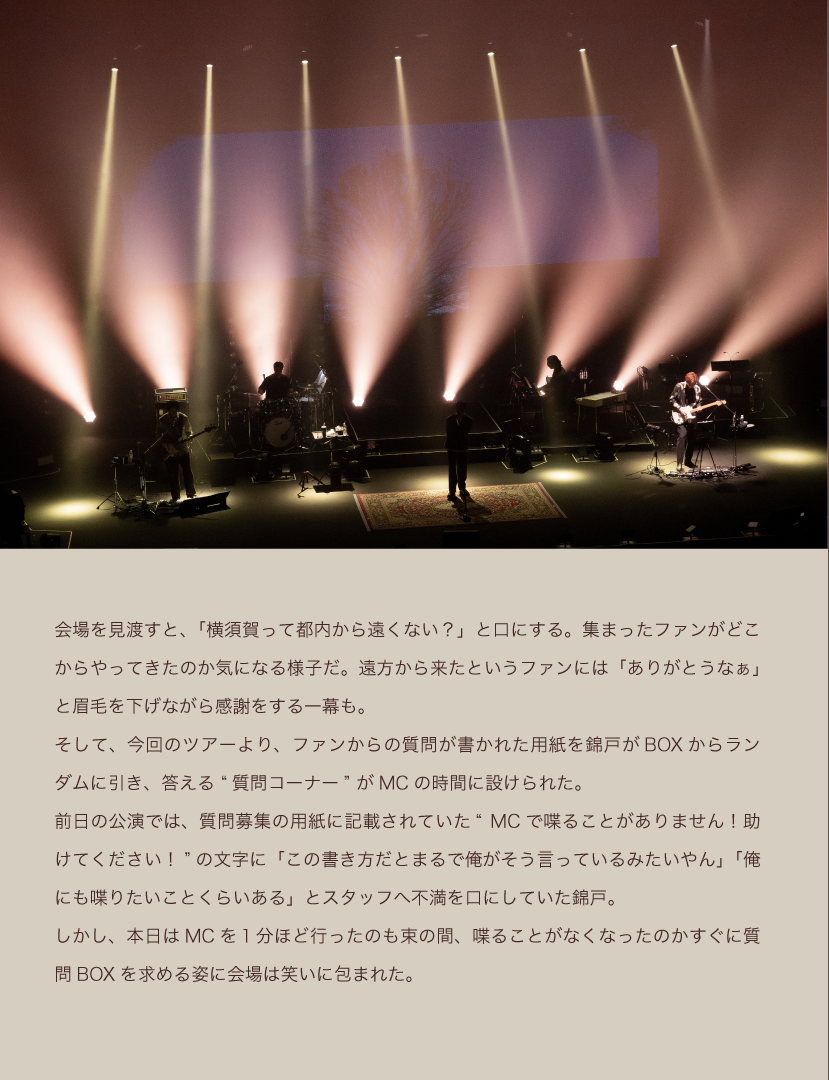 会場を見渡すと、「横須賀って都内から遠くない？」と口にする。集まったファンがどこ
からやってきたのか気になる様子だ。遠方から来たというファンには「ありがとうなぁ」
と眉毛を下げながら感謝をする一幕も。
そして、今回のツアーより、ファンからの質問が書かれた用紙を錦戸が BOX からラン
ダムに引き、答える “ 質問コーナー ” が MC の時間に設けられた。
前日の公演では、質問募集の用紙に記載されていた “ MC で喋ることがありません！助
けてください！ ” の文字に「この書き方だとまるで俺がそう言っているみたいやん」「俺
にも喋りたいことくらいある」とスタッフへ不満を口にしていた錦戸。
しかし、本日は MC を 1 分ほど行ったのも束の間、喋ることがなくなったのかすぐに質
問 BOX を求める姿に会場は笑いに包まれた。